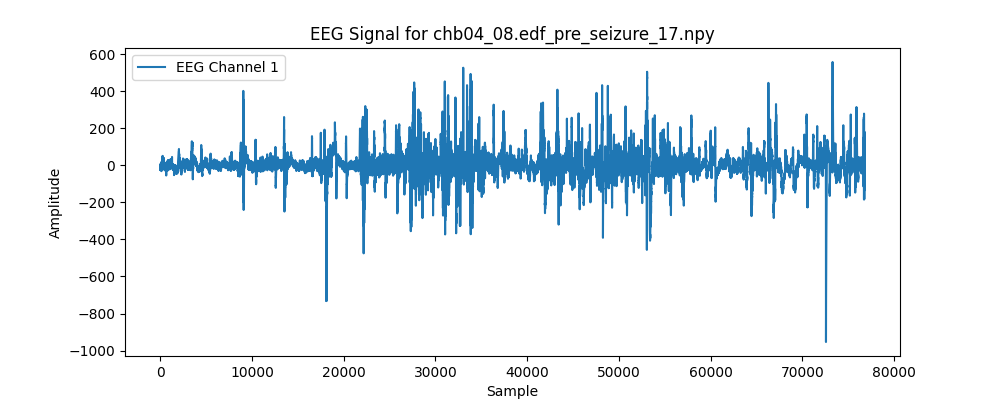 EEG Signal for chb04_08.edf_pre_seizure_17.npy
EEG Channel 1
600
400
200
0
−200
−400
−600
−800
−1000
Amplitude
0 10000 20000 30000 40000 50000 60000 70000 80000
Sample